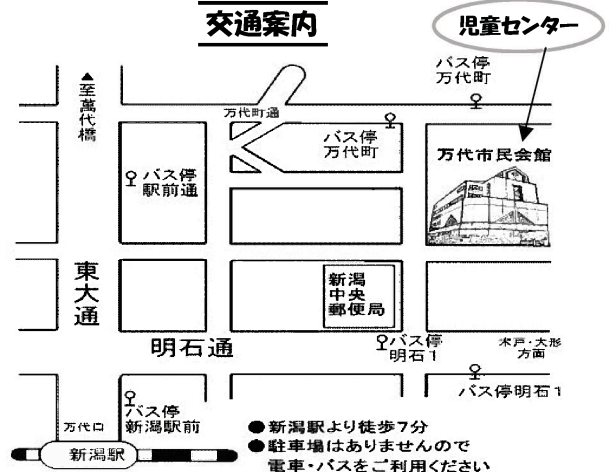 交通案内
児童センター
バス停
万代町
▲至萬代橋
万代町通
バス停
万代町
万代市民会館
バス停
駅前通
東大通
新潟
中央
郵便局
明石通
バス停
明石1
木戸・大形
方面
バス停明石1
バス停
新潟駅前
万代口
新潟駅
●新潟駅より徒歩7分
●駐車場はありませんので
電車・バスをご利用ください